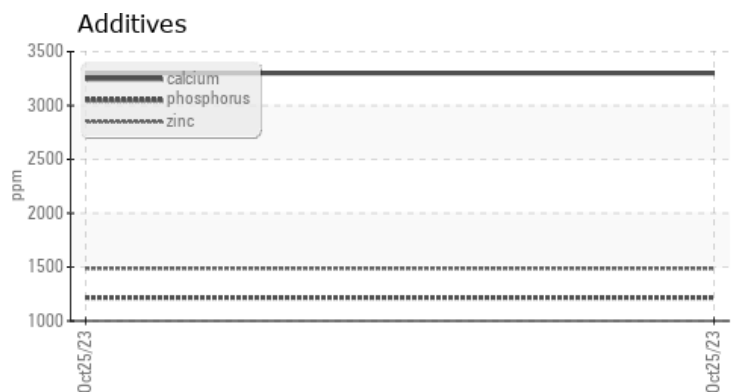 Additives
3500
3000
2500
2000
1500
1000
ppm
calcium
phosphorus
zinc
Oct25/23
Oct25/23